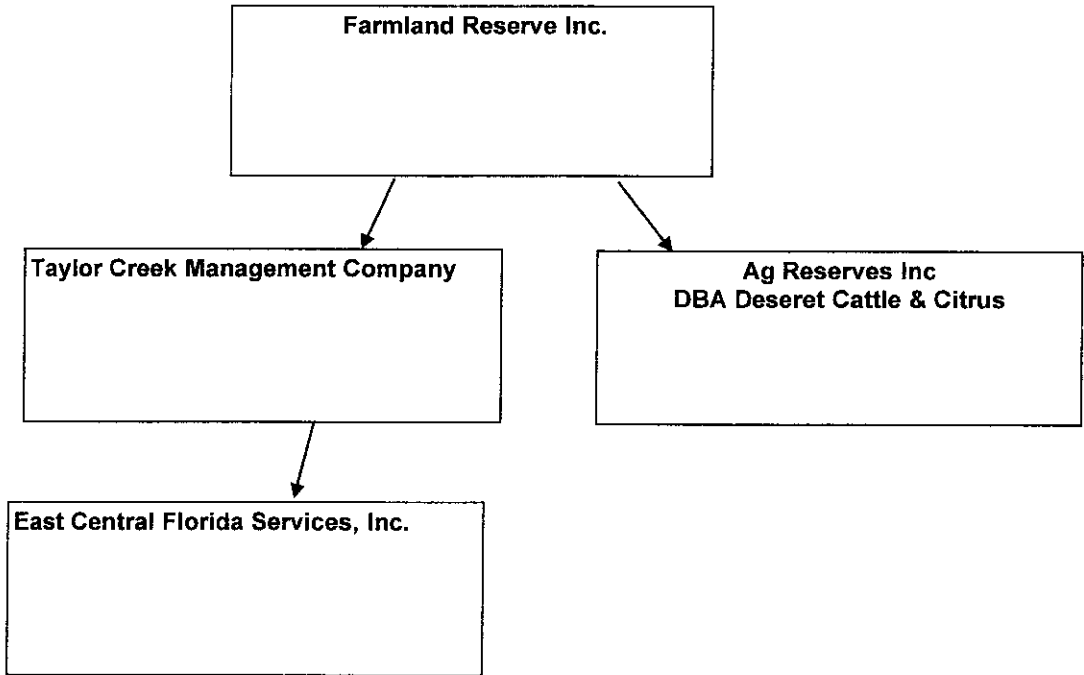 Farmland Reserve Inc.
Taylor Creek Management Company
Ag Reserves Inc
DBA Deseret Cattle & Citrus
East Central Florida Services, Inc.